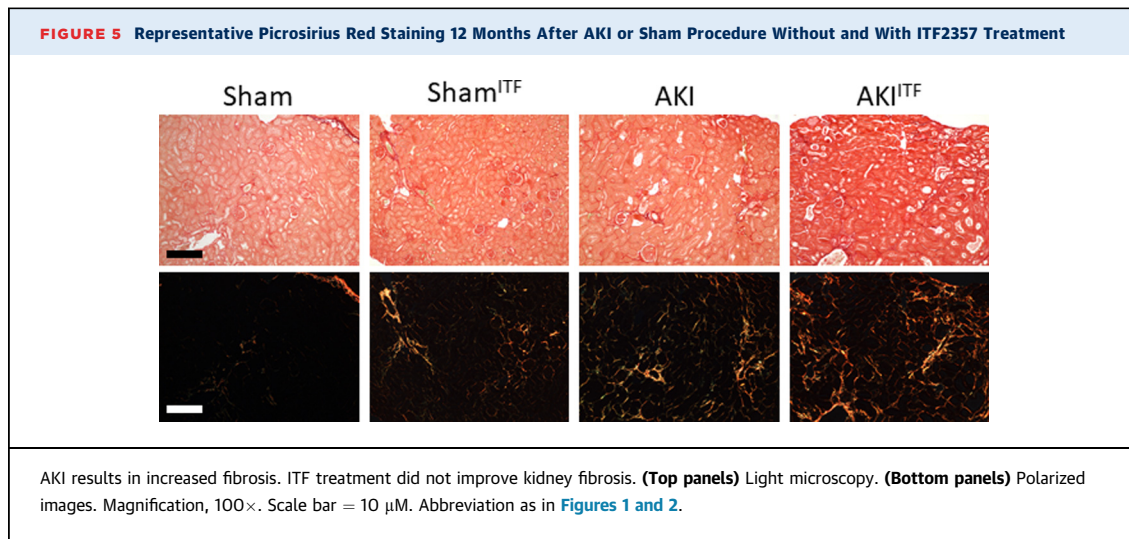 FIGURE 5 Representative Picrosirius Red Staining 12 Months After AKI or Sham Procedure Without and With ITF2357 Treatment
Sham ShamITF AKI AKIITF
AKI results in increased fibrosis. ITF treatment did not improve kidney fibrosis. (Top panels) Light microscopy. (Bottom panels) Polarized
images. Magnification, 100×. Scale bar = 10 μM. Abbreviation as in Figures 1 and 2.